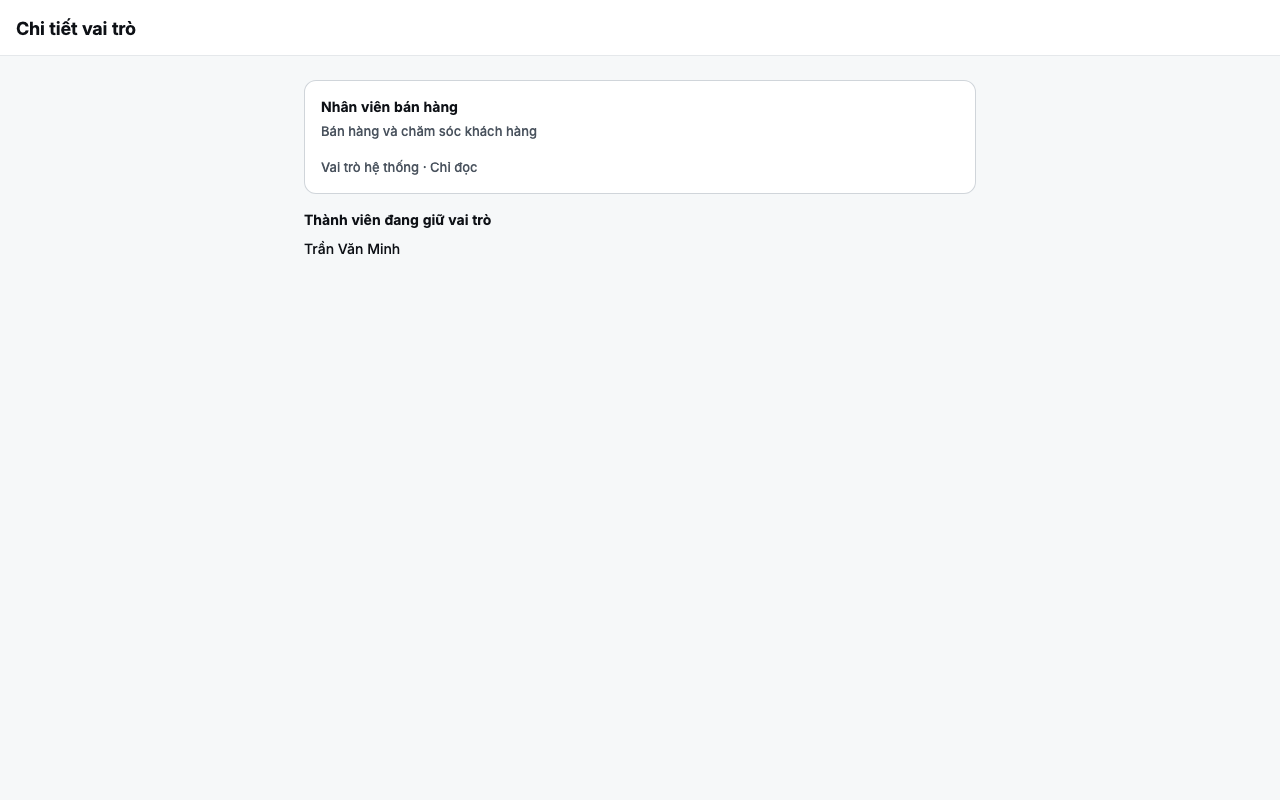 Chi tiết vai trò
Nhân viên bán hàng
Bán hàng và chăm sóc khách hàng
Vai trò hệ thống · Chỉ đọc
Thành viên đang giữ vai trò
Trần Văn Minh